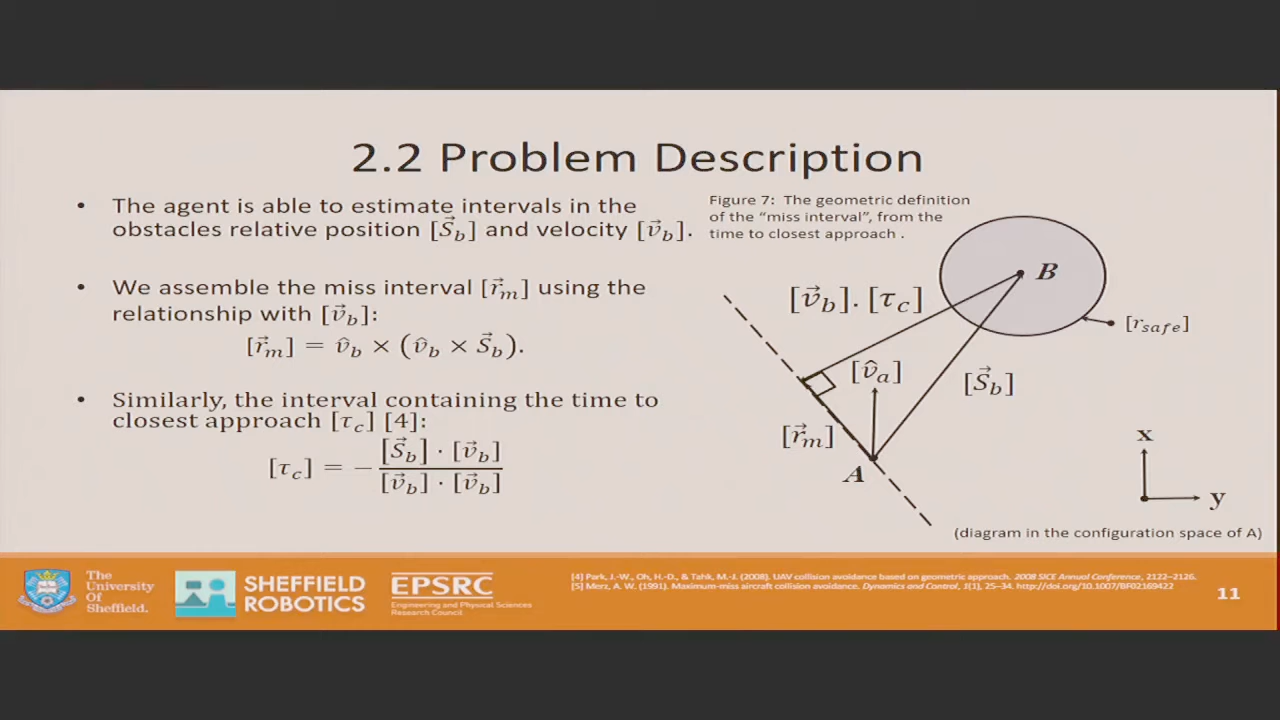 2.2 Problem Description
• The agent is able to estimate intervals in the
obstacles relative position [S⃗_b] and velocity [v⃗_b].
• We assemble the miss interval [r⃗_m] using the
relationship with [v⃗_b]:
[r⃗_m] = v̂_b × (v̂_b × S⃗_b).
• Similarly, the interval containing the time to
closest approach [τ_c] [4]:
[τ_c] = − [S⃗_b] · [v⃗_b] / [v⃗_b] · [v⃗_b]
Figure 7: The geometric definition
of the “miss interval”, from the
time to closest approach .
B
[v⃗_b]. [τ_c]
[r_safe]
[v̂_a]
[S⃗_b]
[r⃗_m]
A
x
y
(diagram in the configuration space of A)
The
University
Of
Sheffield.
SHEFFIELD
ROBOTICS
EPSRC
Engineering and Physical Sciences
Research Council
[4] Park, J.-W., Oh, H.-D., & Tahk, M.-J. (2008). UAV collision avoidance based on geometric approach. 2008 SICE Annual Conference, 2122–2126.
[5] Merz, A. W. (1991). Maximum-miss aircraft collision avoidance. Dynamics and Control, 1(1), 25–34. http://doi.org/10.1007/BF02169422
11